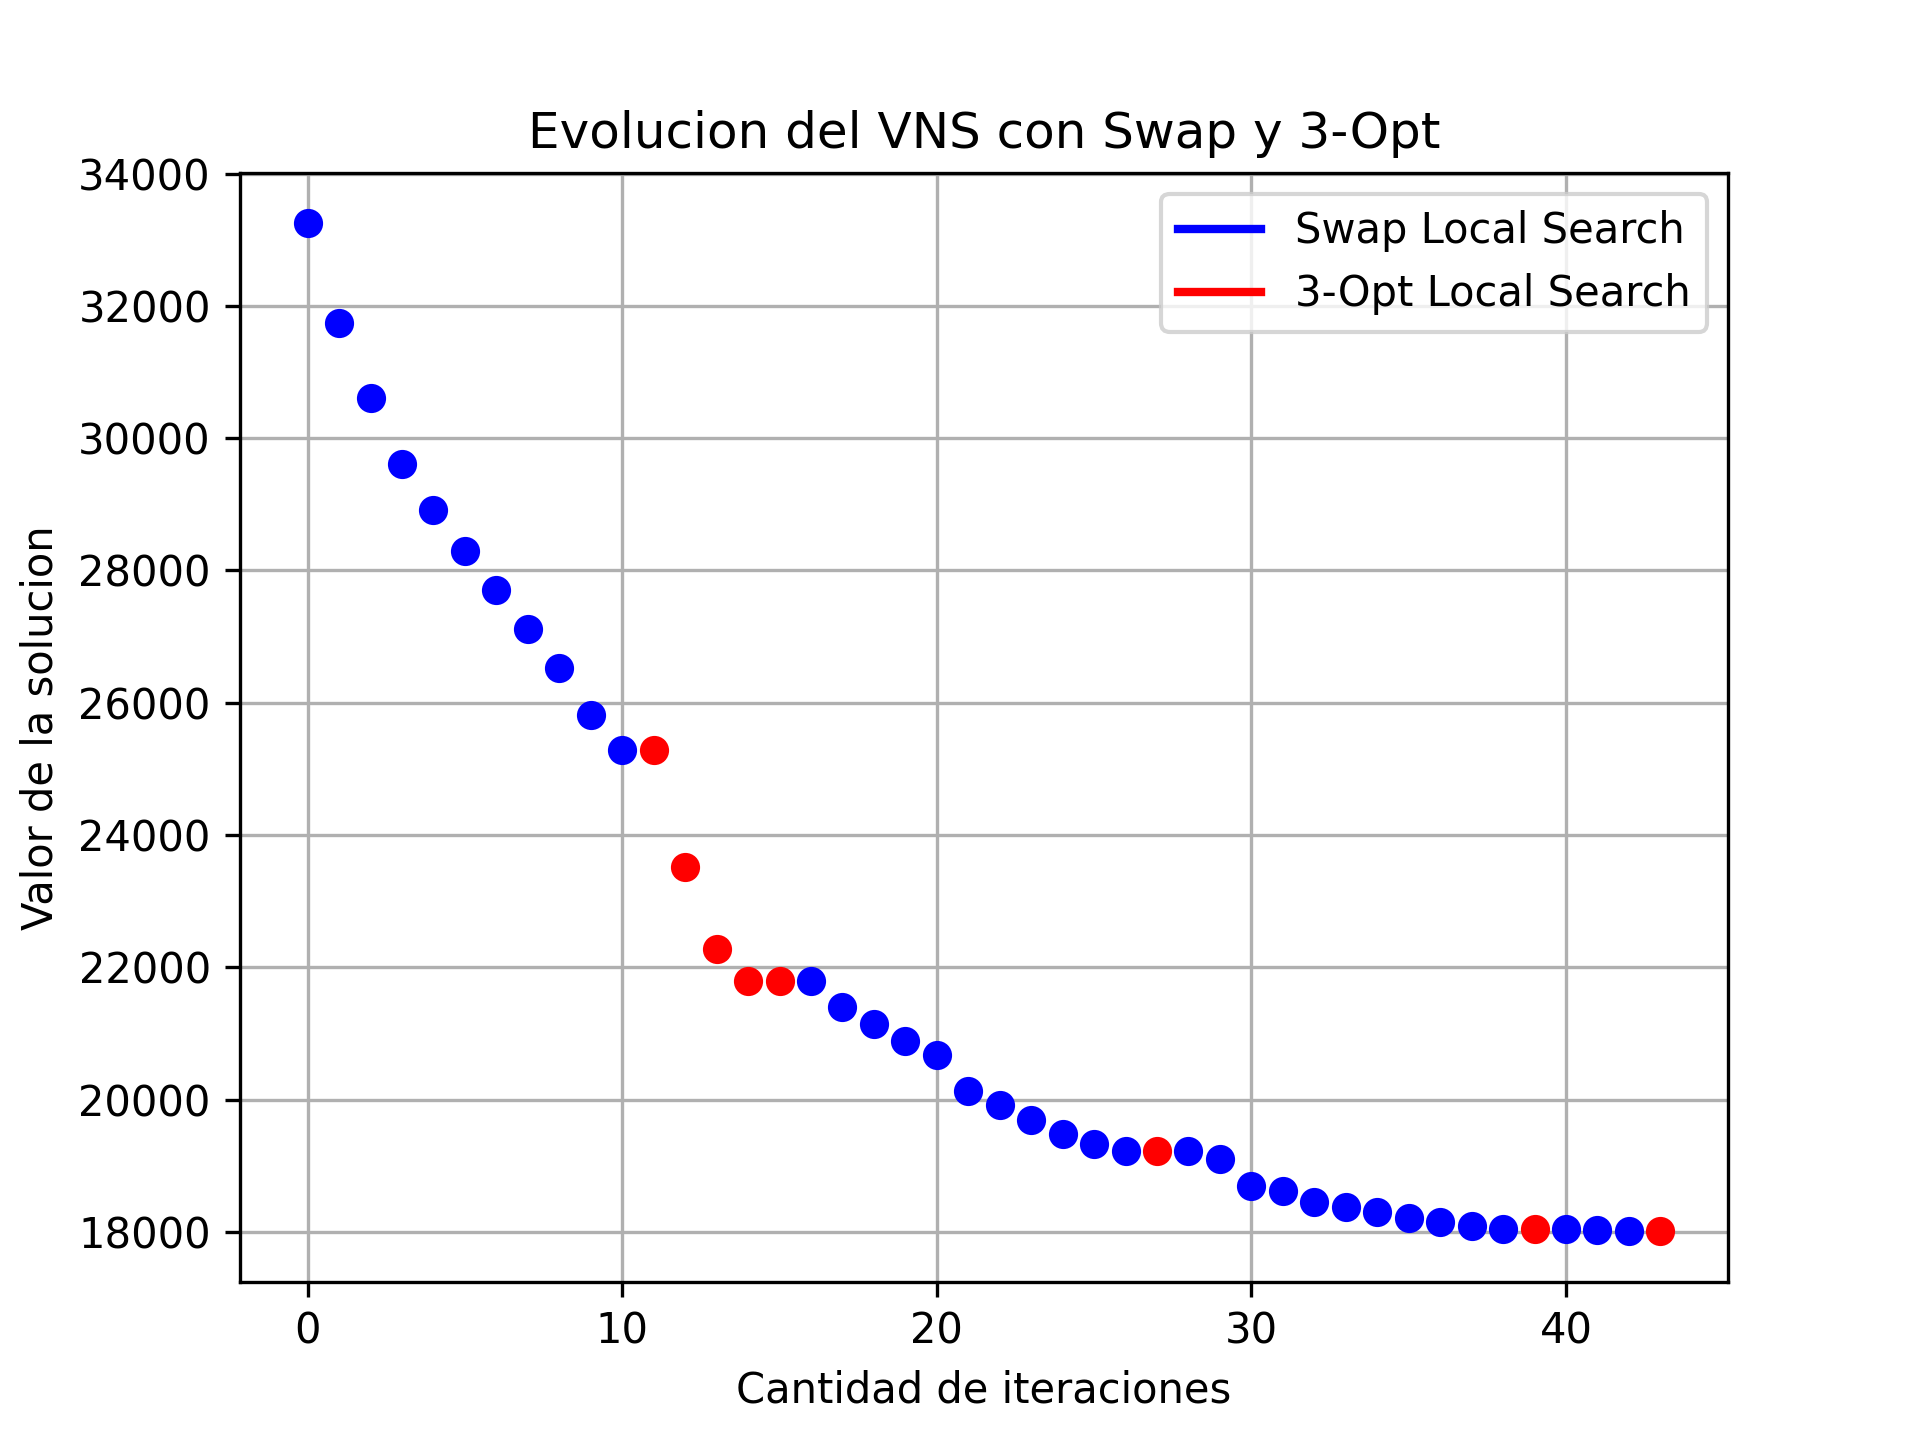 Evolucion del VNS con Swap y 3-Opt
34000
32000
30000
28000
26000
24000
22000
20000
18000
Valor de la solucion
Swap Local Search
3-Opt Local Search
0 10 20 30 40
Cantidad de iteraciones